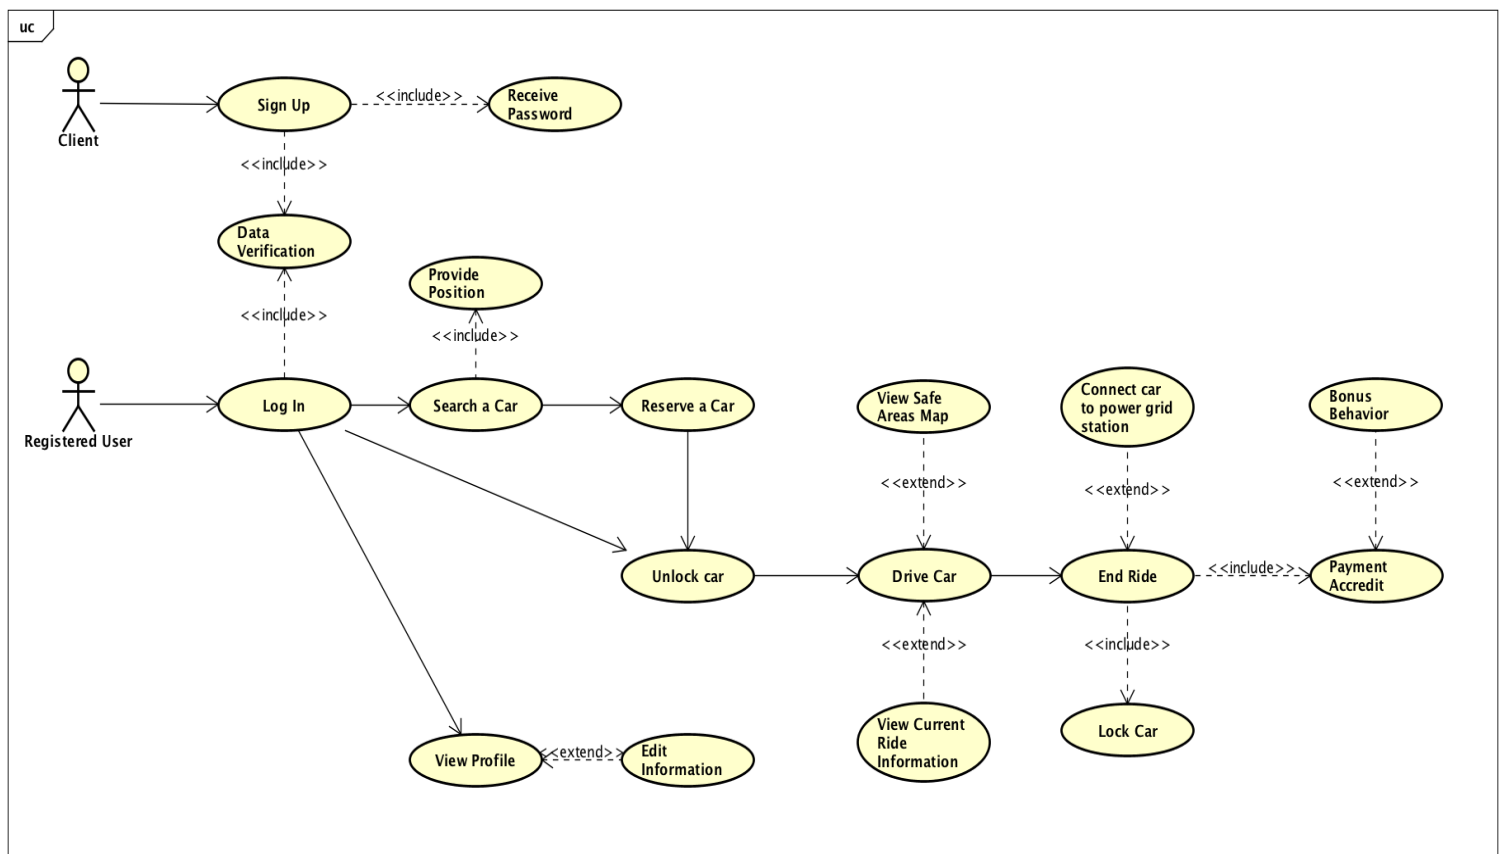 uc
Client
Sign Up
<<include>>
Receive
Password
<<include>>
Data
Verification
<<include>>
Provide
Position
<<include>>
Registered User
Log In
Search a Car
Reserve a Car
View Safe
Areas Map
Connect car
to power grid
station
Bonus
Behavior
<<extend>>
<<extend>>
<<extend>>
Unlock car
Drive Car
End Ride
<<include>>
Payment
Accredit
<<extend>>
<<include>>
View Current
Ride
Information
Lock Car
View Profile
<<extend>>
Edit
Information